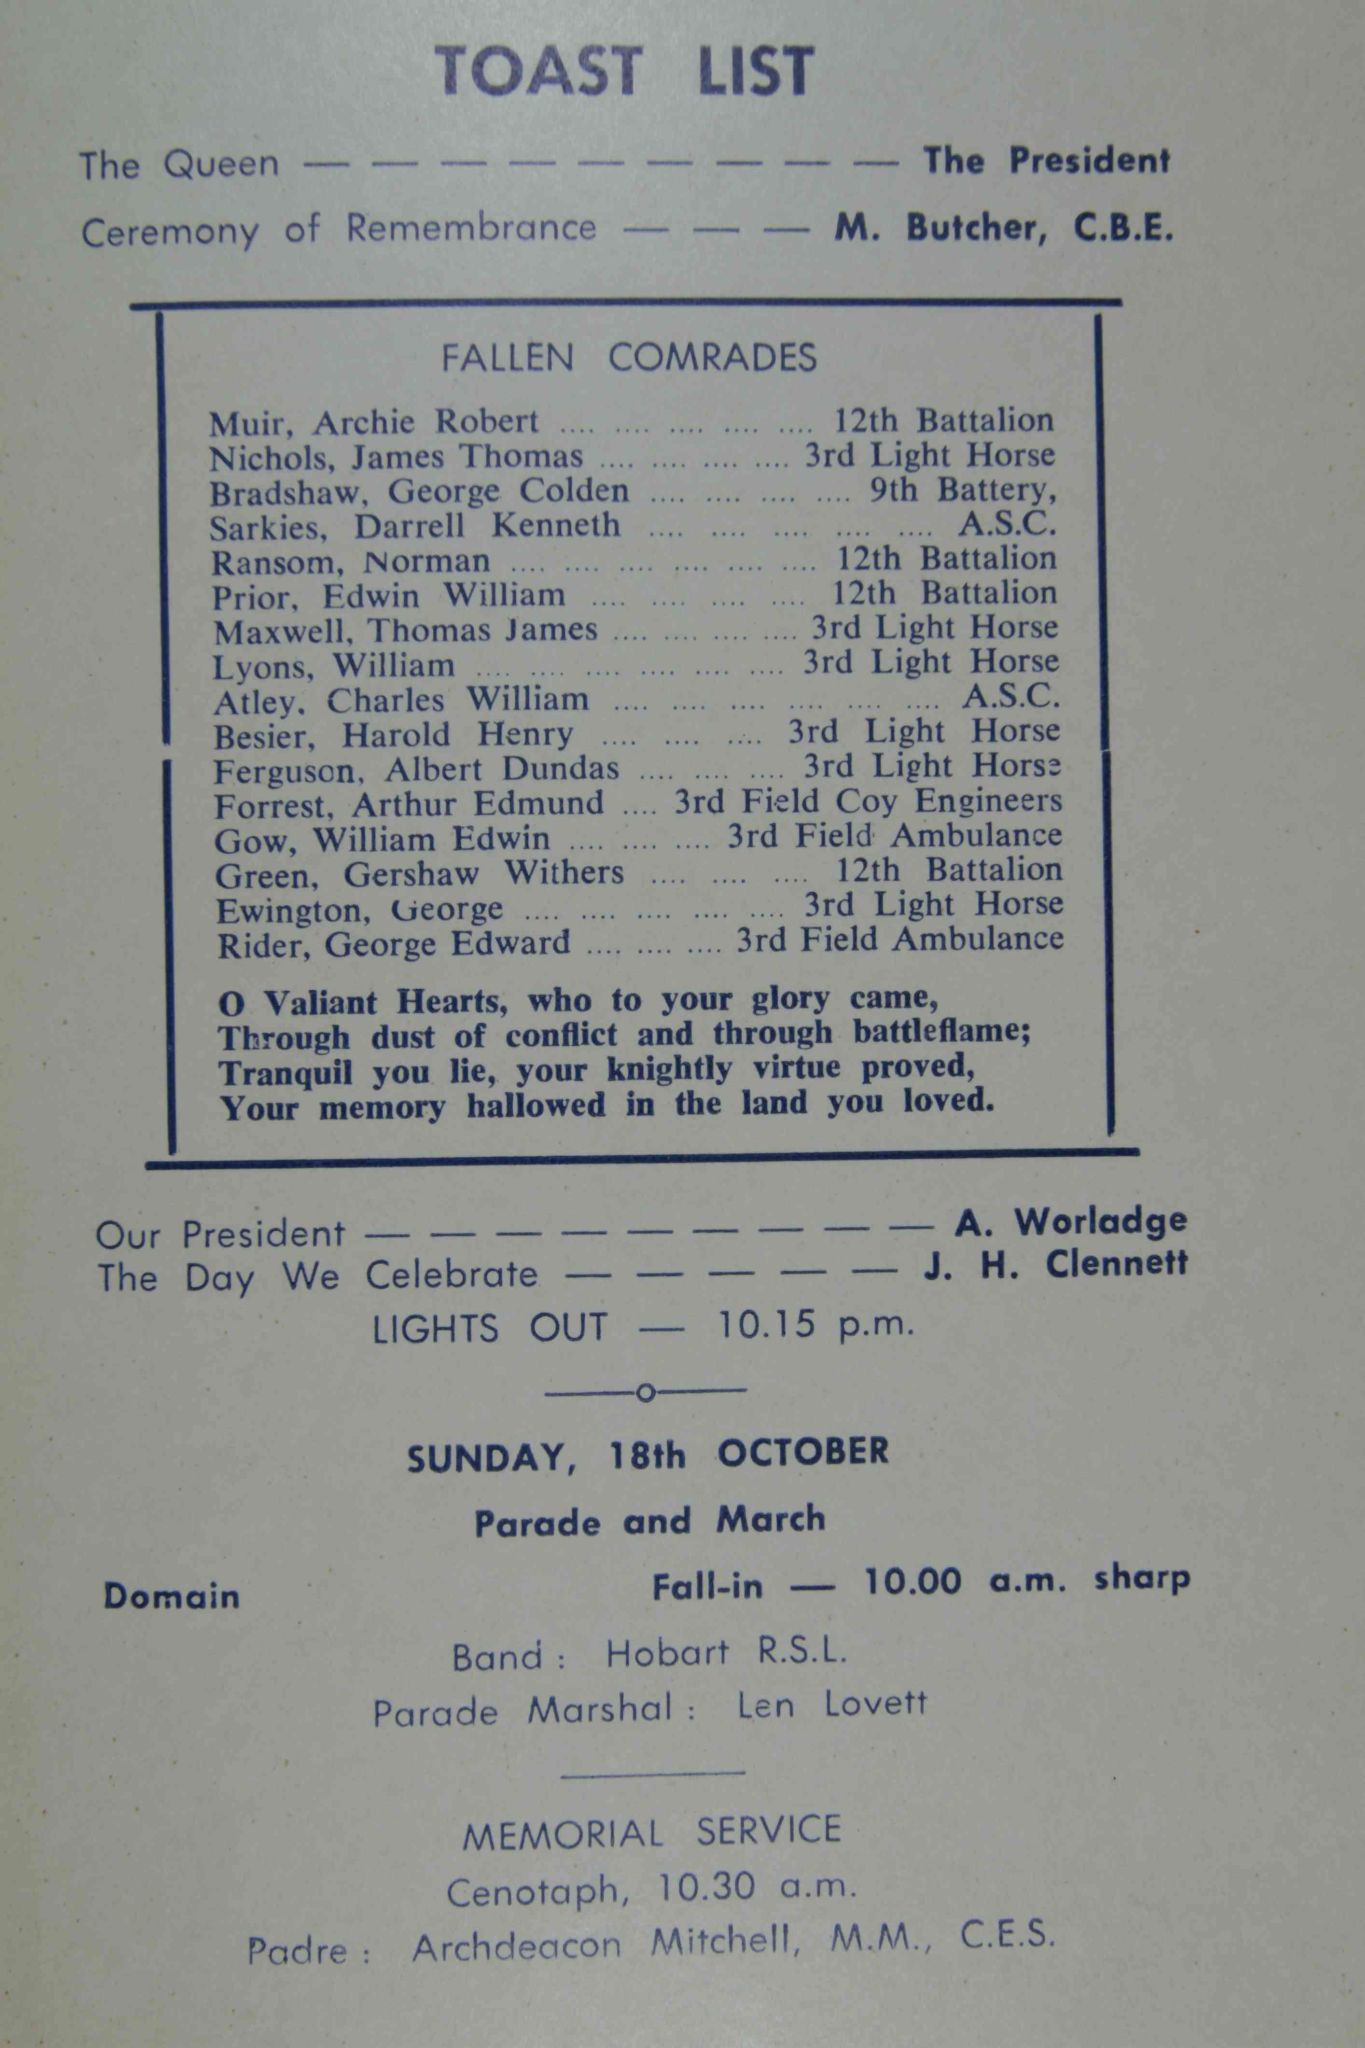 TOAST LIST
The Queen — — — — — — — — — The President
Ceremony of Remembrance — — — M. Butcher, C.B.E.
FALLEN COMRADES
Muir, Archie Robert .... .... .... .... .... 12th Battalion
Nichols, James Thomas .... .... .... .... 3rd Light Horse
Bradshaw, George Colden .... .... .... .... 9th Battery,
Sarkies, Darrell Kenneth .... .... .... .... .... A.S.C.
Ransom, Norman .... .... .... .... .... .... 12th Battalion
Prior, Edwin William .... .... .... .... 12th Battalion
Maxwell, Thomas James .... .... .... .... 3rd Light Horse
Lyons, William .... .... .... .... .... .... 3rd Light Horse
Atley. Charles William .... .... .... .... .... .... A.S.C.
Besier, Harold Henry .... .... .... 3rd Light Horse
Ferguson, Albert Dundas .... .... .... 3rd Light Horse
Forrest, Arthur Edmund .... 3rd Field Coy Engineers
Gow, William Edwin .... .... .... 3rd Field Ambulance
Green, Gershaw Withers .... .... .... 12th Battalion
Ewington, George .... .... .... .... .... 3rd Light Horse
Rider, George Edward .... .... .... 3rd Field Ambulance
O Valiant Hearts, who to your glory came,
Through dust of conflict and through battleflame;
Tranquil you lie, your knightly virtue proved,
Your memory hallowed in the land you loved.
Our President — — — — — — — — — A. Worladge
The Day We Celebrate — — — — — J. H. Clennett
LIGHTS OUT — 10.15 p.m.
SUNDAY, 18th OCTOBER
Parade and March
Domain Fall-in — 10.00 a.m. sharp
Band : Hobart R.S.L.
Parade Marshal : Len Lovett
MEMORIAL SERVICE
Cenotaph, 10.30 a.m.
Padre : Archdeacon Mitchell, M.M., C.E.S.